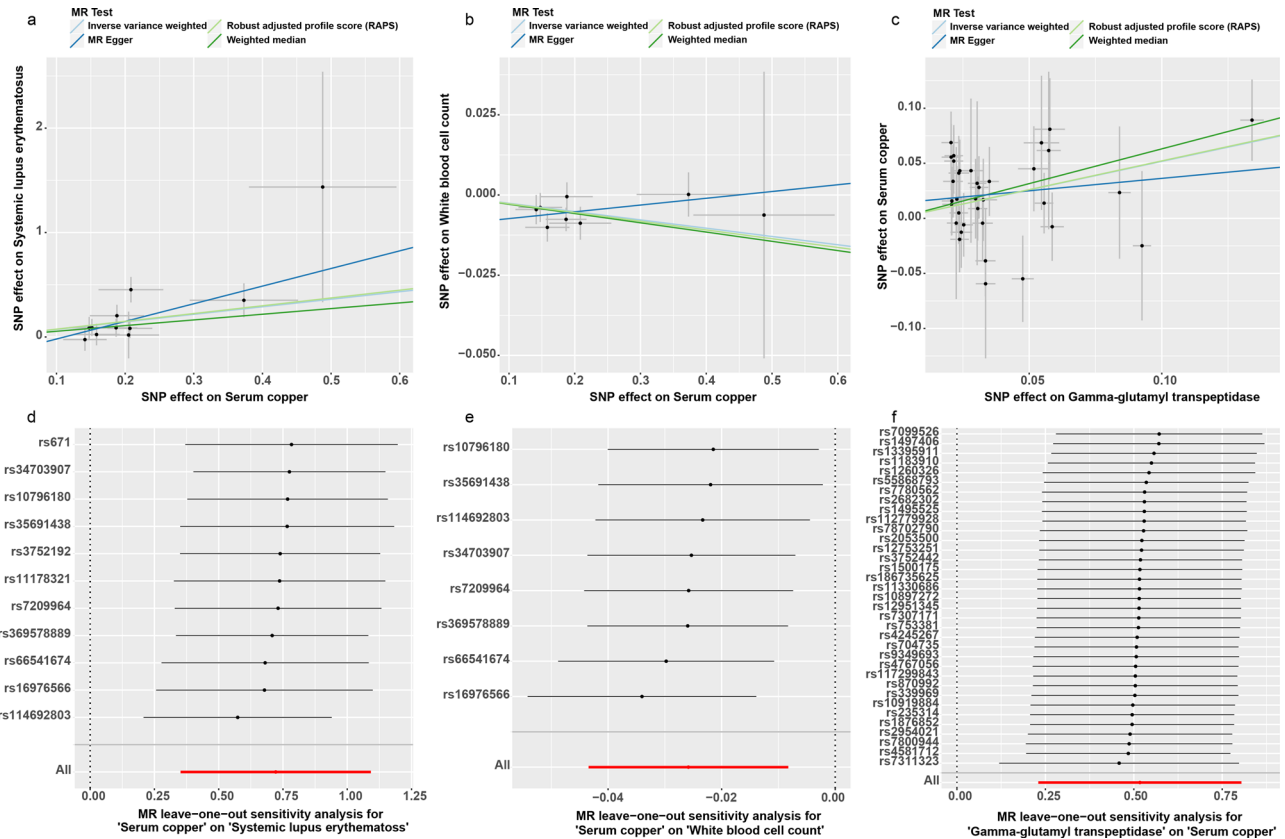 a
MR Test
Inverse variance weighted
Robust adjusted profile score (RAPS)
MR Egger
Weighted median
SNP effect on Systemic lupus erythematosus
2
1
0
0.1 0.2 0.3 0.4 0.5 0.6
SNP effect on Serum copper
b
MR Test
Inverse variance weighted
Robust adjusted profile score (RAPS)
MR Egger
Weighted median
SNP effect on White blood cell count
0.025
0.000
−0.025
−0.050
0.1 0.2 0.3 0.4 0.5 0.6
SNP effect on Serum copper
c
MR Test
Inverse variance weighted
Robust adjusted profile score (RAPS)
MR Egger
Weighted median
SNP effect on Serum copper
0.10
0.05
0.00
−0.05
−0.10
0.05 0.10
SNP effect on Gamma−glutamyl transpeptidase
d
rs671
rs34703907
rs10796180
rs35691438
rs3752192
rs11178321
rs7209964
rs369578889
rs66541674
rs16976566
rs114692803
All
0.00 0.25 0.50 0.75 1.00 1.25
MR leave−one−out sensitivity analysis for
'Serum copper' on 'Systemic lupus erythematoss'
e
rs10796180
rs35691438
rs114692803
rs34703907
rs7209964
rs369578889
rs66541674
rs16976566
All
−0.04 −0.02 0.00
MR leave−one−out sensitivity analysis for
'Serum copper' on 'White blood cell count'
f
rs7099526
rs1497406
rs13395911
rs1183910
rs1260326
rs55868793
rs7780562
rs2682302
rs1495525
rs112779928
rs78702790
rs2053500
rs12753251
rs3752442
rs1500175
rs186735625
rs11330686
rs10897272
rs12951345
rs7307171
rs753381
rs4245267
rs704735
rs9349693
rs4767056
rs117299843
rs870992
rs339969
rs10919884
rs235314
rs1876852
rs2954021
rs7800944
rs4581712
rs7311323
All
0.00 0.25 0.50 0.75
MR leave−one−out sensitivity analysis for
'Gamma−glutamyl transpeptidase' on 'Serum copper'